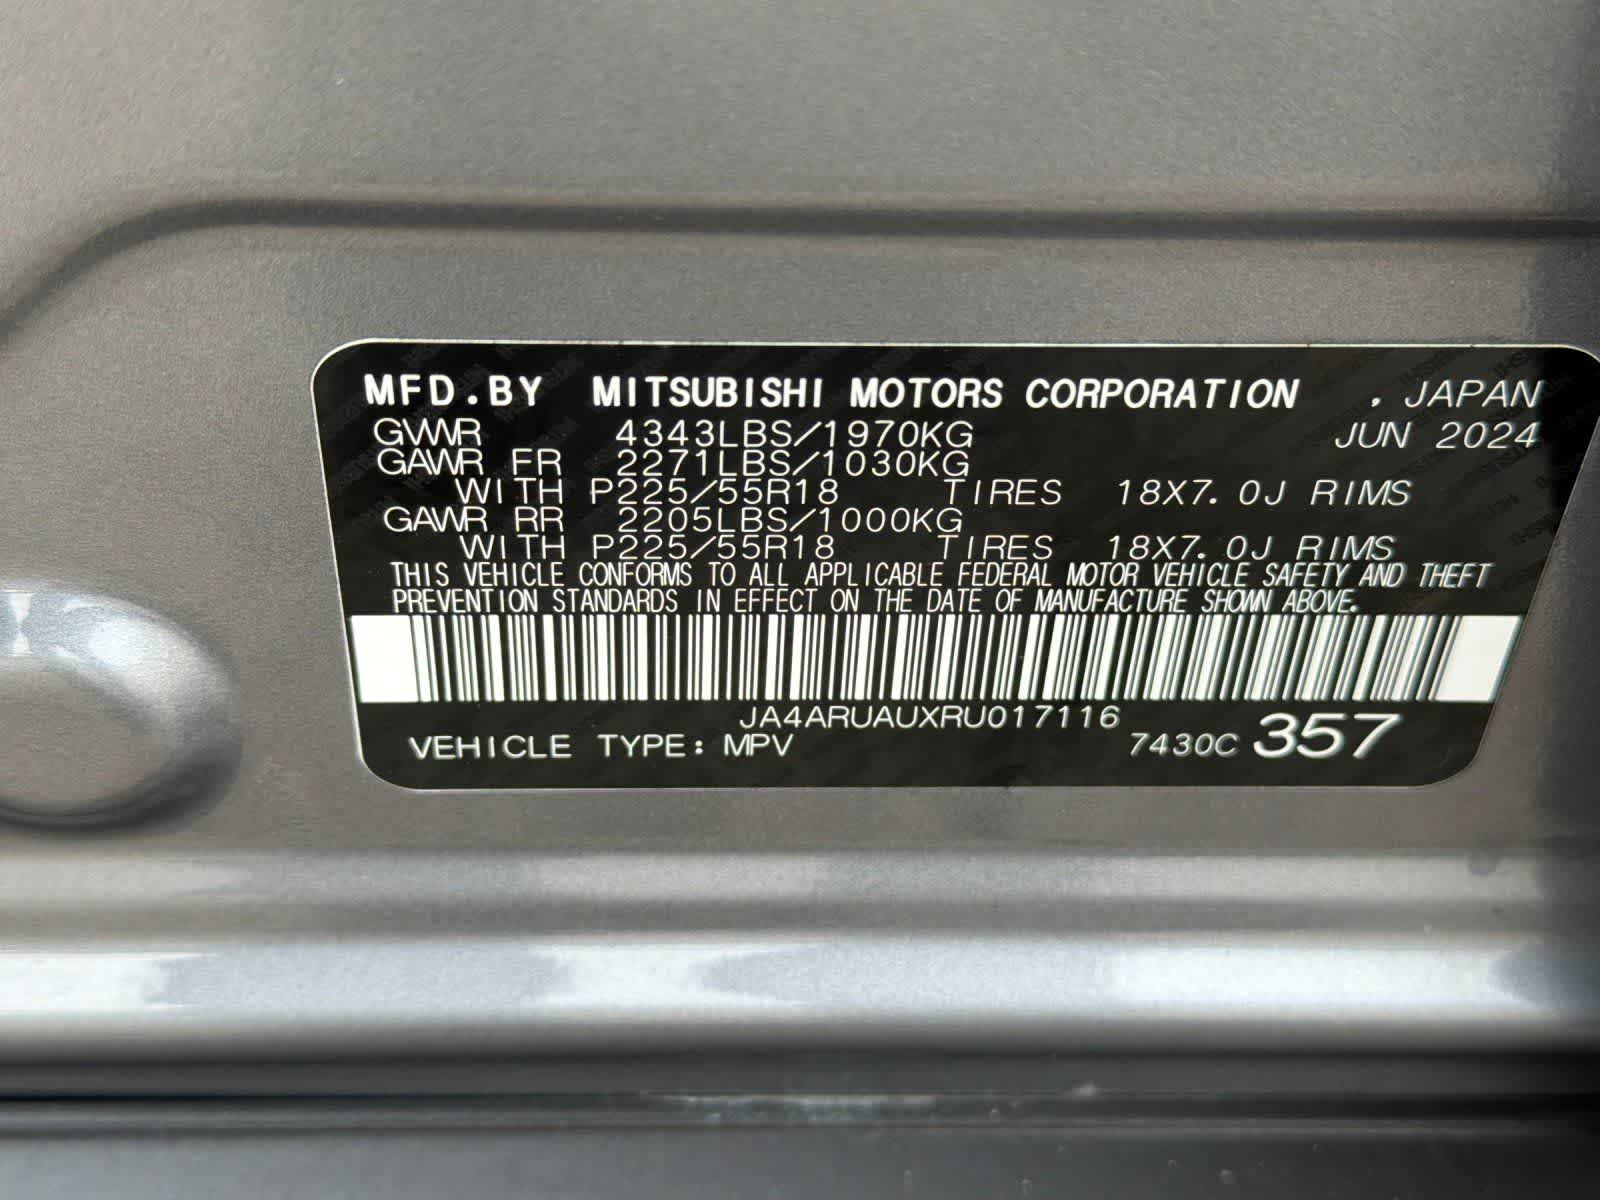 MFD.BY MITSUBISHI MOTORS CORPORATION . JAPAN
GVWR 4343LBS/1970KG JUN 2024
GAWR FR 2271LBS/1030KG
WITH P225/55R18 TIRES 18X7.0J RIMS
GAWR RR 2205LBS/1000KG
WITH P225/55R18 TIRES 18X7.0J RIMS
THIS VEHICLE CONFORMS TO ALL APPLICABLE FEDERAL MOTOR VEHICLE SAFETY AND THEFT
PREVENTION STANDARDS IN EFFECT ON THE DATE OF MANUFACTURE SHOWN ABOVE.
JA4ARUAUXRU017116
VEHICLE TYPE: MPV 7430C 357